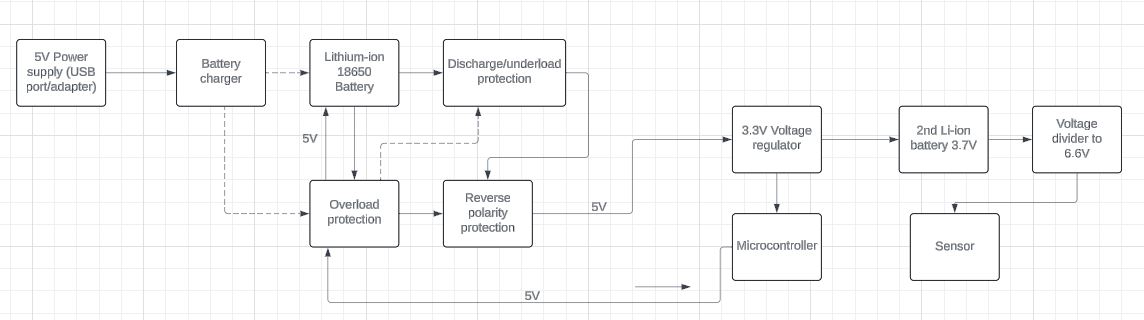 5V Power
supply (USB
port/adapter)
Battery
charger
Lithium-ion
18650
Battery
Discharge/underload
protection
5V
Overload
protection
Reverse
polarity
protection
5V
3.3V Voltage
regulator
2nd Li-ion
battery 3.7V
Voltage
divider to
6.6V
Microcontroller
Sensor
5V